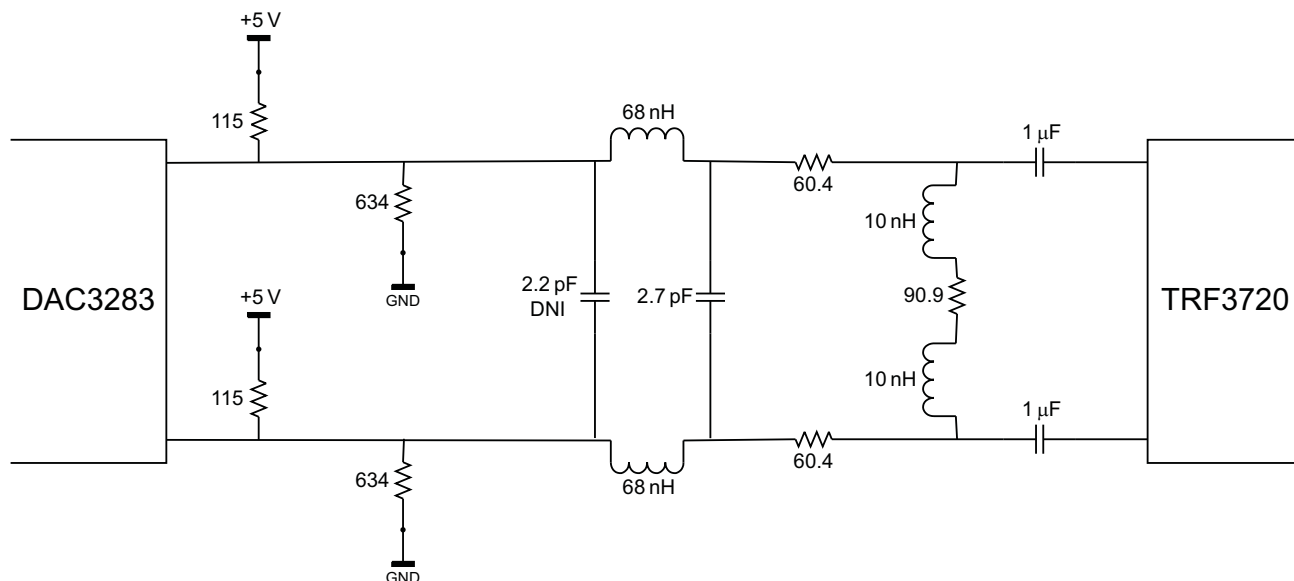 +5 V
115
68 nH
1 μF
60.4
634
10 nH
GND
DAC3283
+5 V
2.2 pF
DNI
2.7 pF
90.9
TRF3720
115
10 nH
1 μF
60.4
634
68 nH
GND